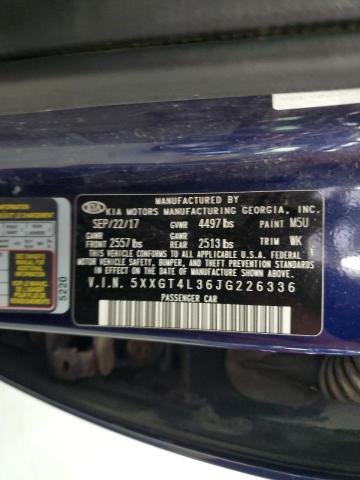 MANUFACTURED BY
KIA KIA MOTORS MANUFACTURING GEORGIA, INC.
SEP/22/17 GVWR 4497 lbs PAINT M5U
GAWR FRONT 2557 lbs GAWR REAR 2513 lbs TRIM WK
THIS VEHICLE CONFORMS TO ALL APPLICABLE U.S.A. FEDERAL
MOTOR VEHICLE SAFETY, BUMPER, AND THEFT PREVENTION STANDARDS
IN EFFECT ON THE DATE OF MANUFACTURE SHOWN ABOVE.
V.I.N. 5XXGT4L36JG226336
PASSENGER CAR
5220